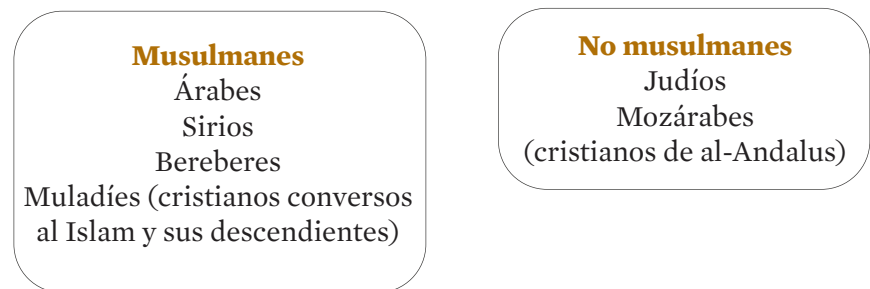 Musulmanes
Árabes
Sirios
Bereberes
Muladíes (cristianos conversos
al Islam y sus descendientes)
No musulmanes
Judíos
Mozárabes
(cristianos de al-Andalus)